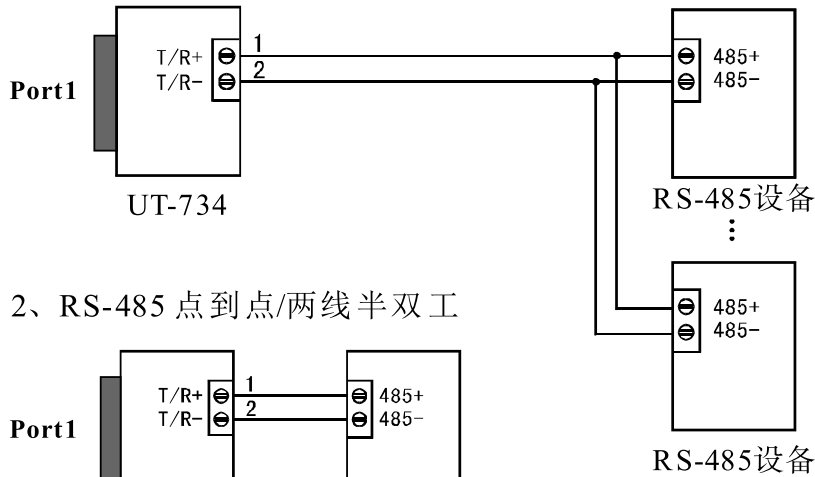 T/R+ 1 485+
T/R- 2 485-
Port1
UT-734
RS-485设备
⋮
2、RS-485 点到点/两线半双工
485+
485-
RS-485设备
T/R+ 1 485+
T/R- 2 485-
Port1